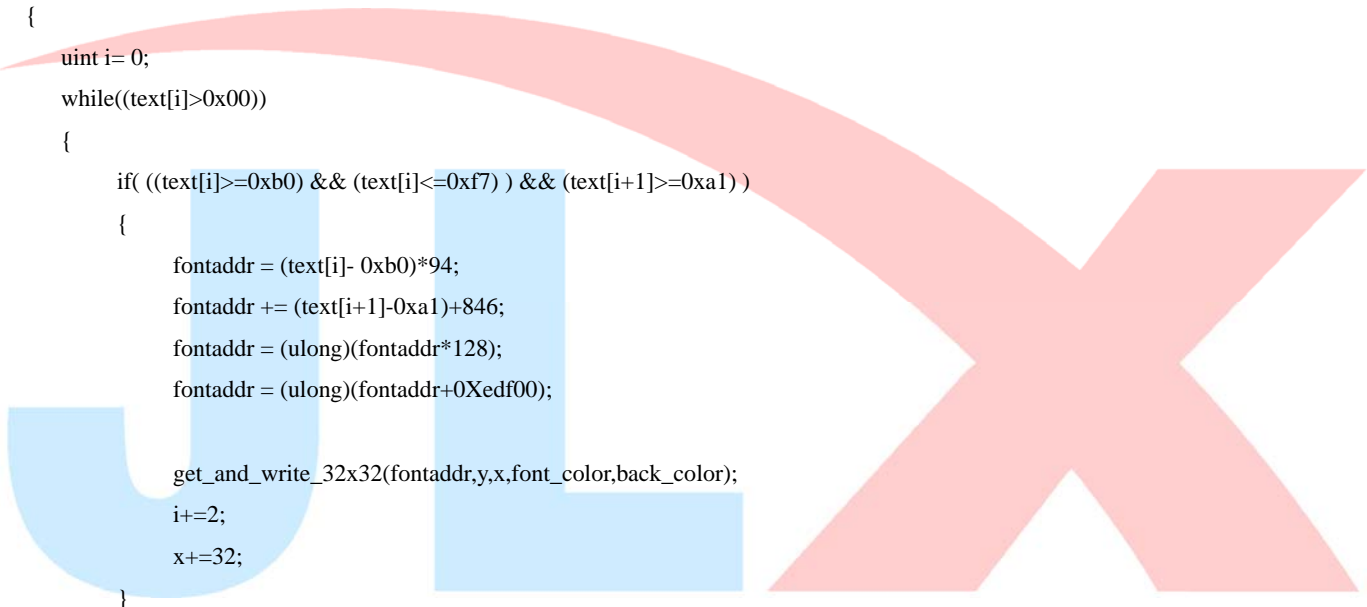 {
uint i= 0;
while((text[i]>0x00))
{
if( ((text[i]>=0xb0) && (text[i]<=0xf7) ) && (text[i+1]>=0xa1) )
{
fontaddr = (text[i]- 0xb0)*94;
fontaddr += (text[i+1]-0xa1)+846;
fontaddr = (ulong)(fontaddr*128);
fontaddr = (ulong)(fontaddr+0Xedf00);
get_and_write_32x32(fontaddr,y,x,font_color,back_color);
i+=2;
x+=32;
}
JLX